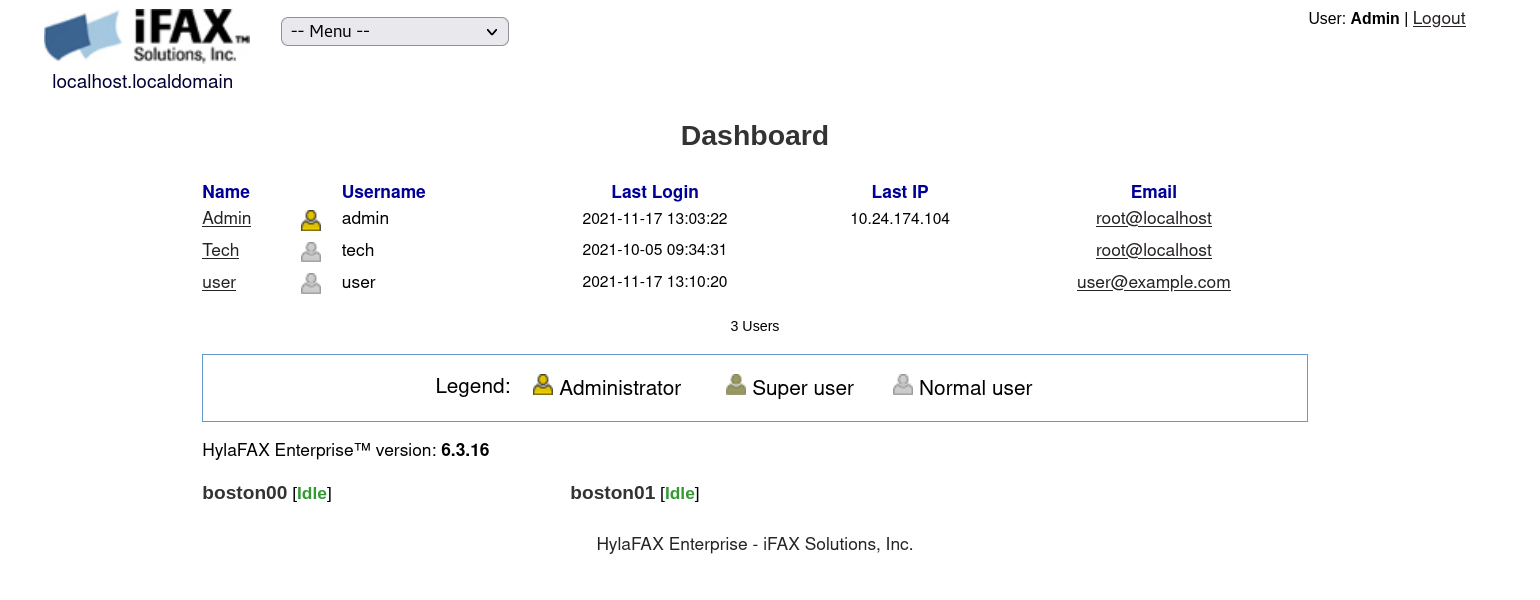 iFAX™
Solutions, Inc.
localhost.localdomain
-- Menu --
User: Admin | Logout
Dashboard
Name Username Last Login Last IP Email
Admin admin 2021-11-17 13:03:22 10.24.174.104 root@localhost
Tech tech 2021-10-05 09:34:31 root@localhost
user user 2021-11-17 13:10:20 user@example.com
3 Users
Legend: Administrator Super user Normal user
HylaFAX Enterprise™ version: 6.3.16
boston00 [Idle] boston01 [Idle]
HylaFAX Enterprise - iFAX Solutions, Inc.